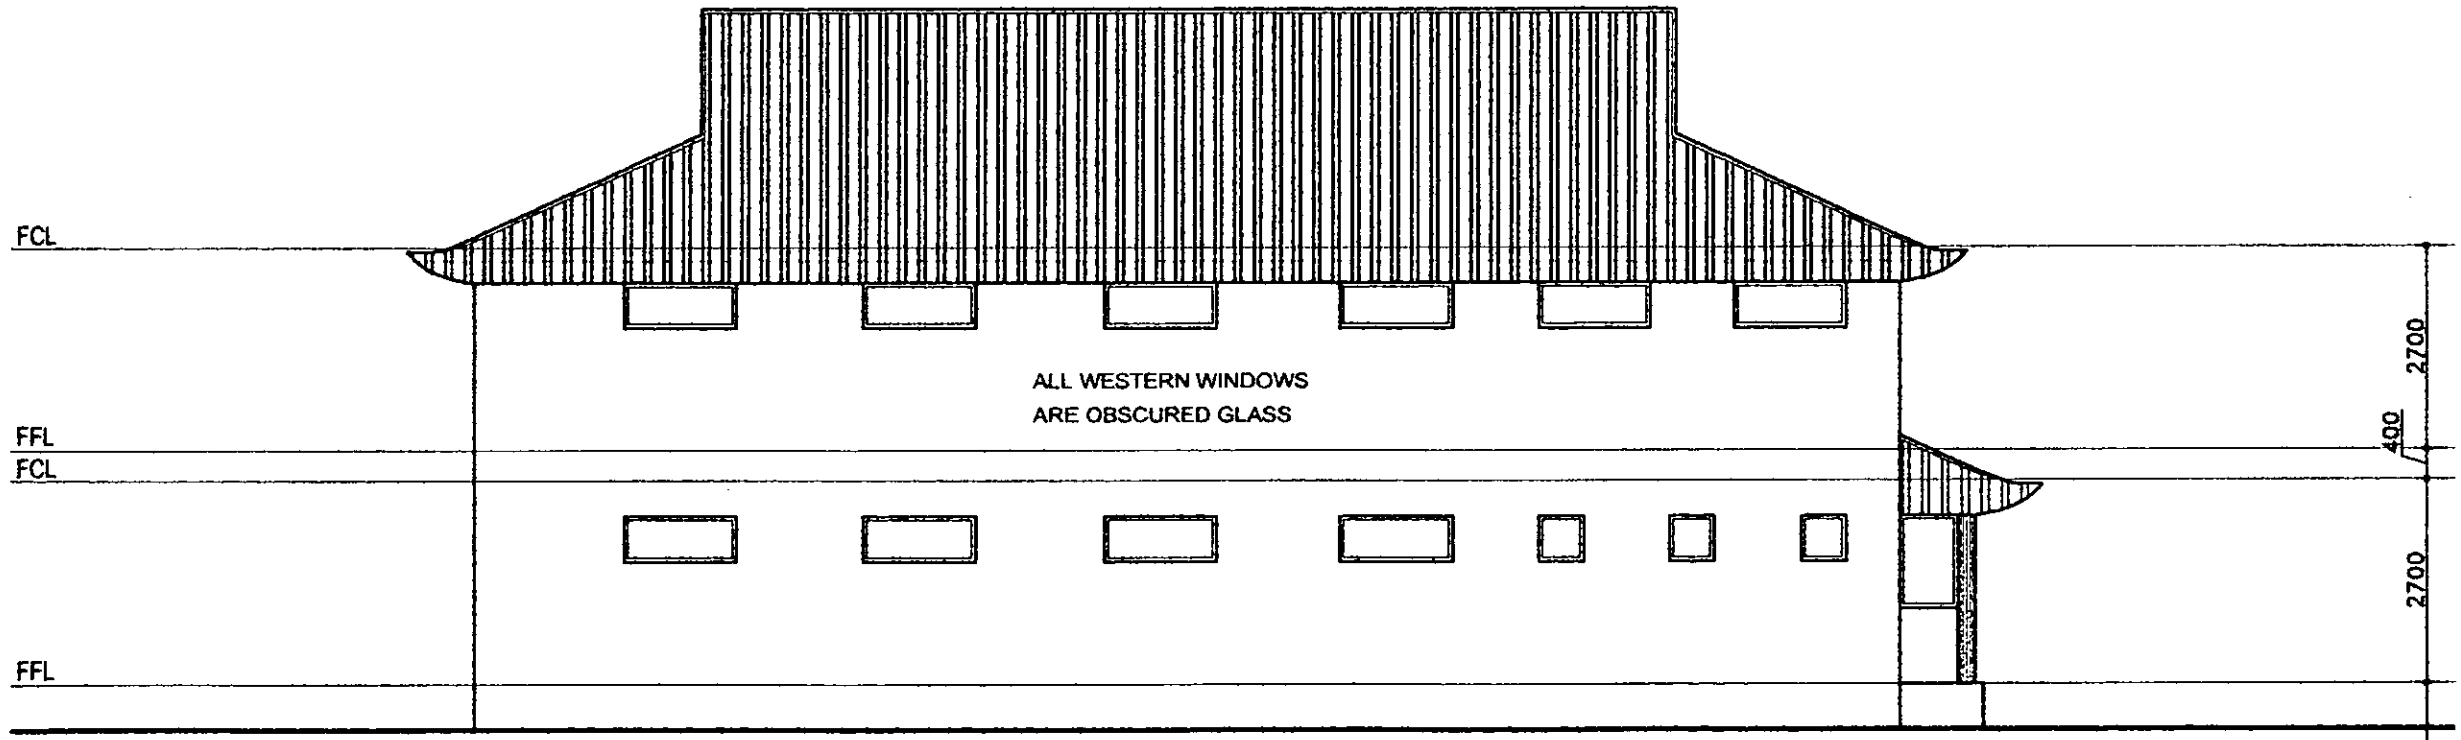 FCL
2700
ALL WESTERN WINDOWS
ARE OBSCURED GLASS
FFL
400
FCL
2700
FFL